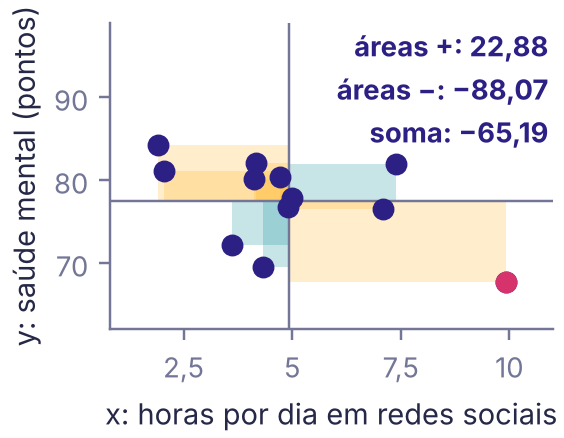 áreas +: 22,88
áreas −: −88,07
soma: −65,19
y: saúde mental (pontos)
90
80
70
2,5
5
7,5
10
x: horas por dia em redes sociais